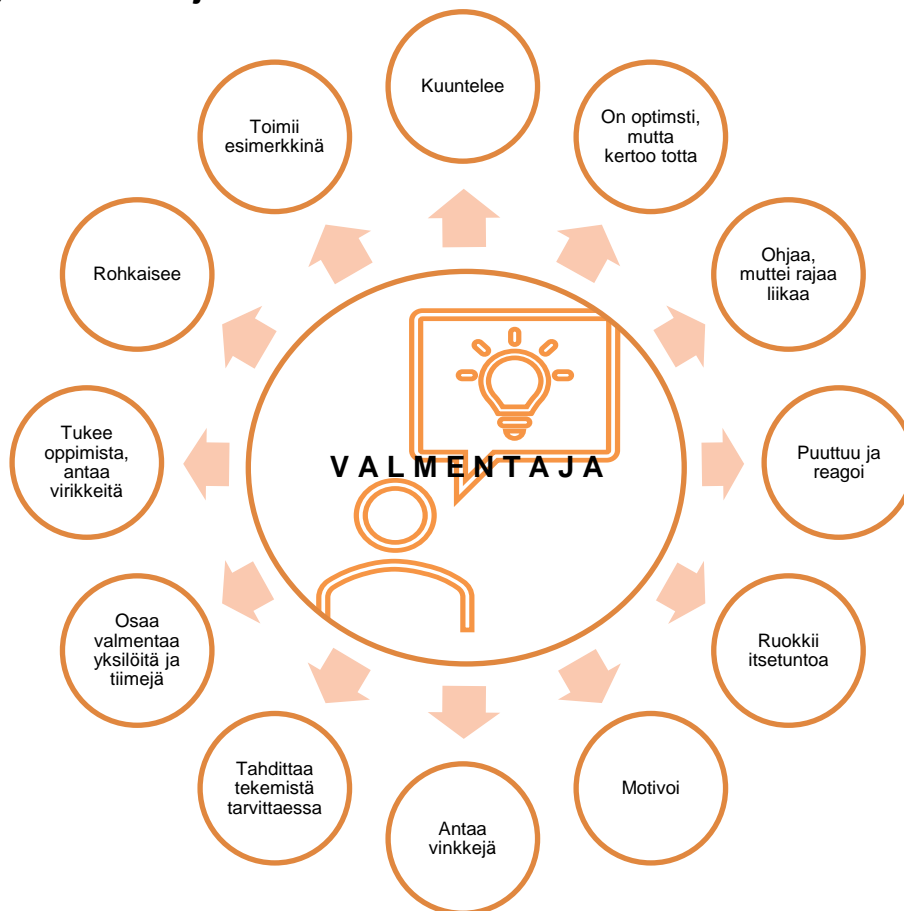 Kuuntelee
On optimsti,
mutta
kertoo totta
Ohjaa,
muttei rajaa
liikaa
Puuttuu ja
reagoi
Ruokkii
itsetuntoa
Motivoi
Antaa
vinkkejä
Tahdittaa
tekemistä
tarvittaessa
Osaa
valmentaa
yksilöitä ja
tiimejä
Tukee
oppimista,
antaa
virikkeitä
Rohkaisee
Toimii
esimerkkinä
VALMENTAJA